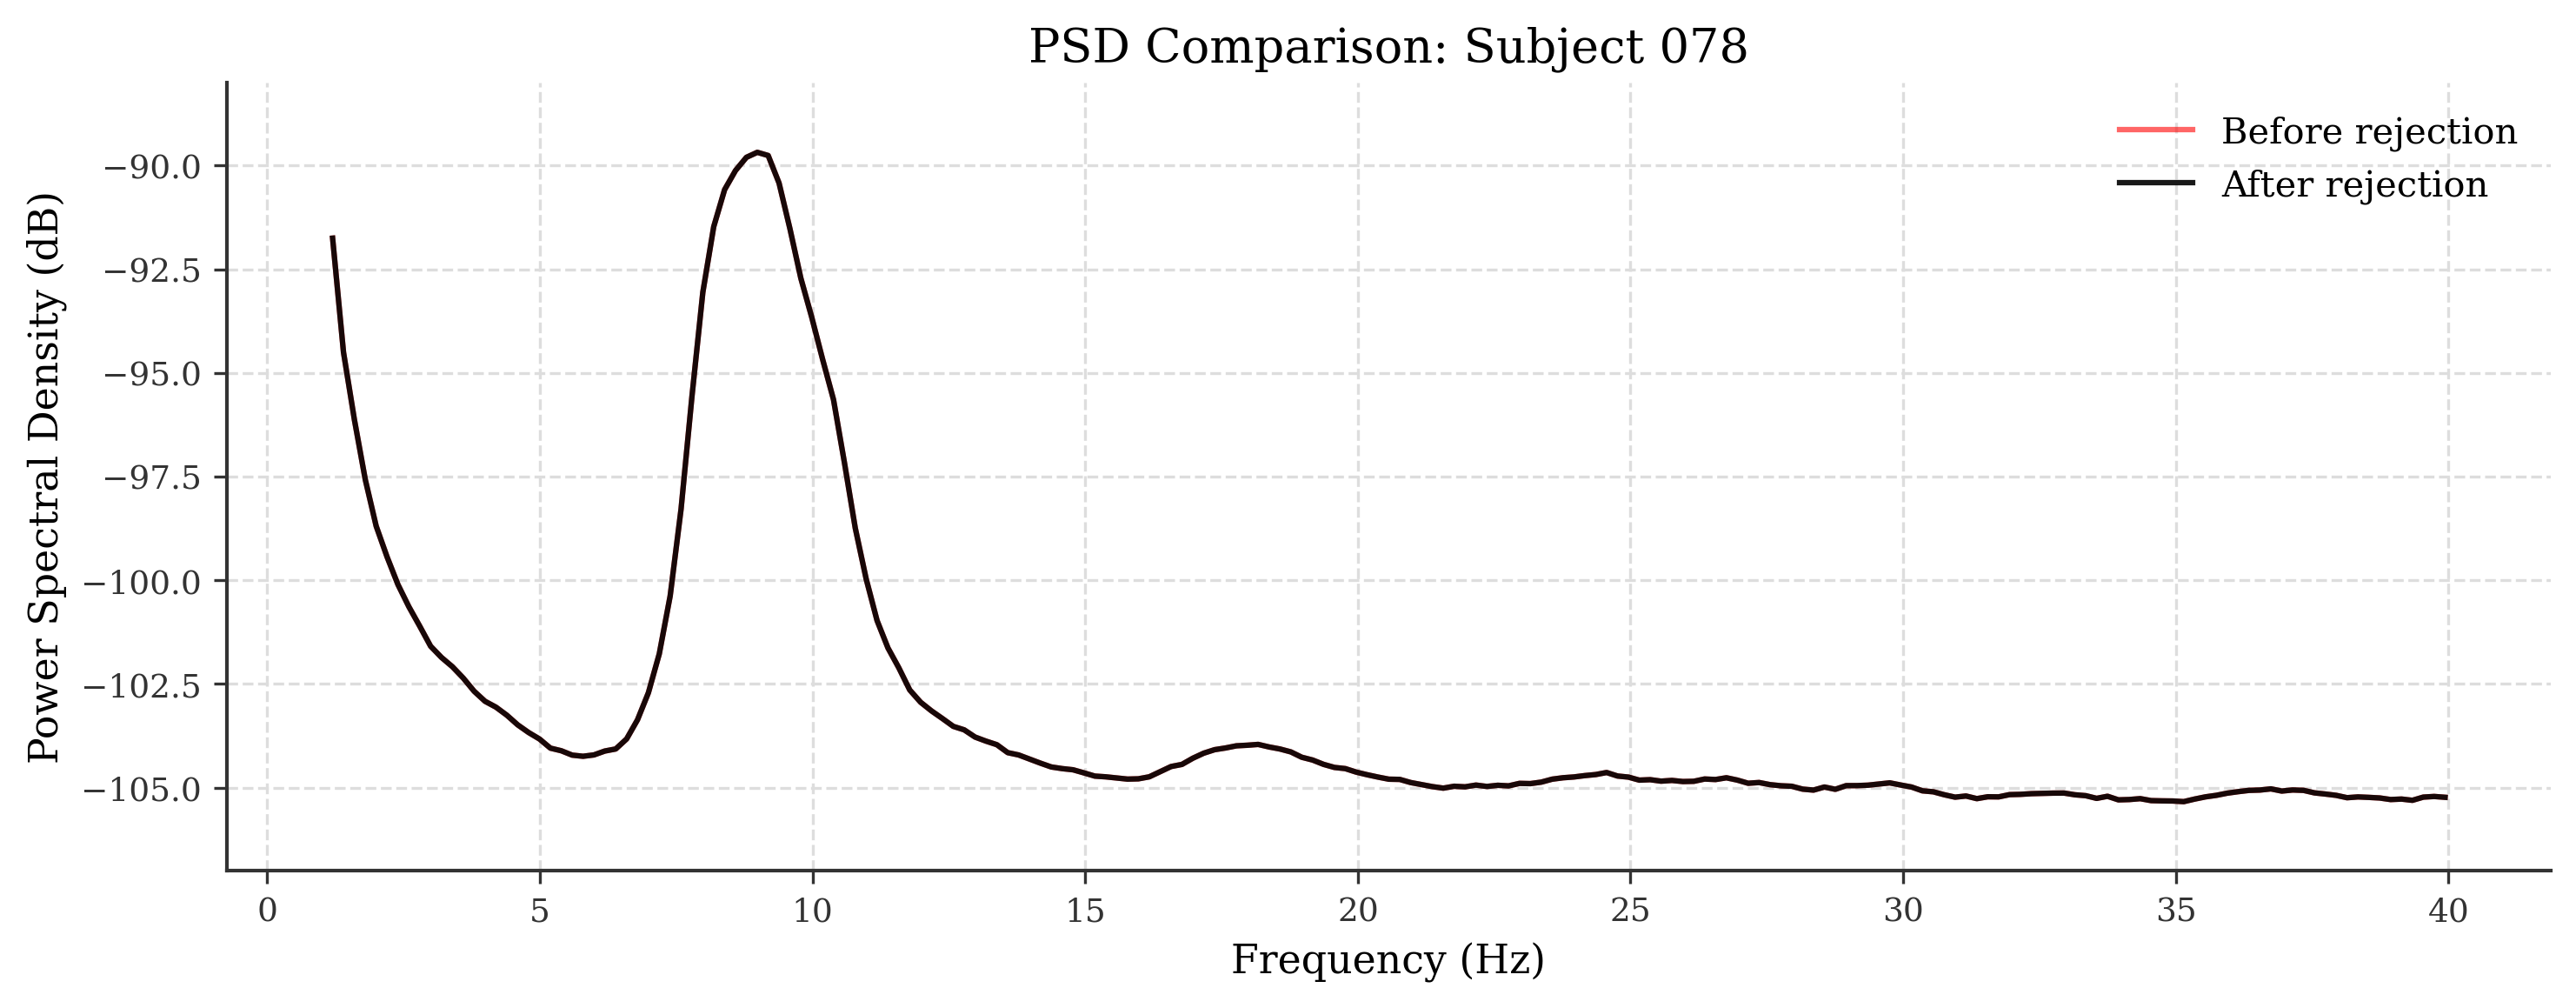 PSD Comparison: Subject 078
Before rejection
After rejection
Power Spectral Density (dB)
−90.0
−92.5
−95.0
−97.5
−100.0
−102.5
−105.0
0 5 10 15 20 25 30 35 40
Frequency (Hz)